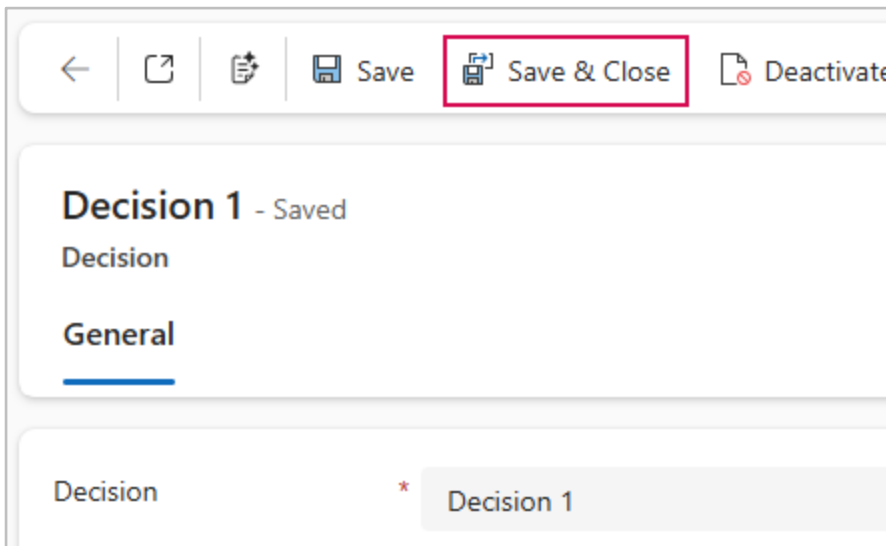 Save Save & Close Deactivate
Decision 1 - Saved
Decision
General
Decision * Decision 1